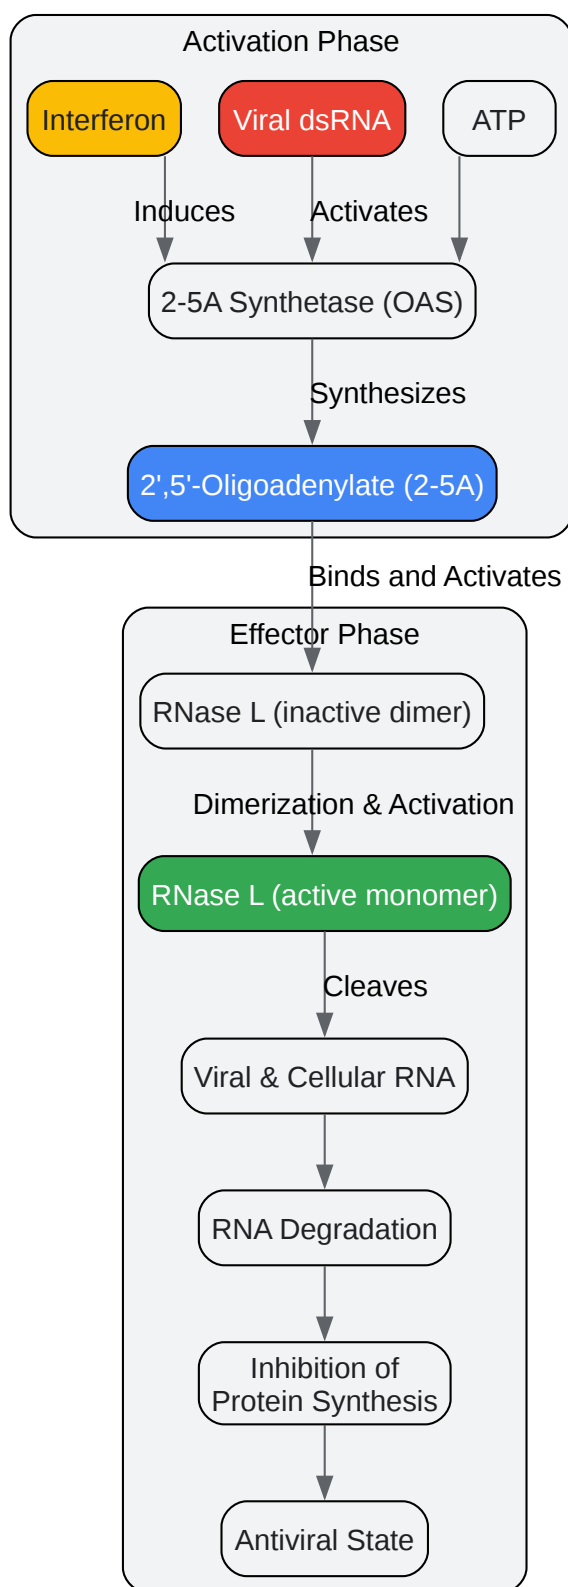 Activation Phase
Interferon
Viral dsRNA
ATP
Induces
Activates
2-5A Synthetase (OAS)
Synthesizes
2',5'-Oligoadenylate (2-5A)
Binds and Activates
Effector Phase
RNase L (inactive dimer)
Dimerization & Activation
RNase L (active monomer)
Cleaves
Viral & Cellular RNA
RNA Degradation
Inhibition of
Protein Synthesis
Antiviral State